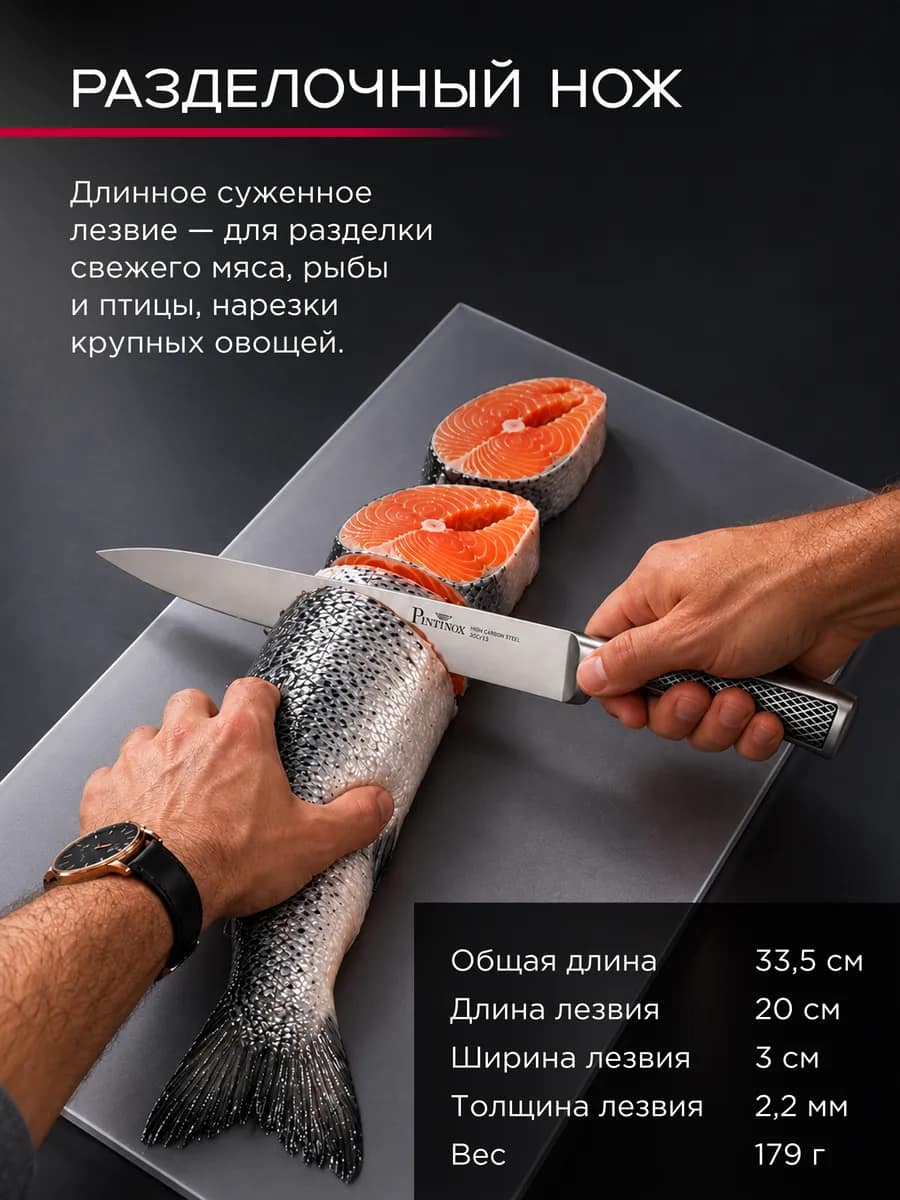 РАЗДЕЛОЧНЫЙ НОЖ
Длинное суженное
лезвие — для разделки
свежего мяса, рыбы
и птицы, нарезки
крупных овощей.
PINTINOX
HIGH CARBON STEEL
30Cr13
Общая длина 33,5 см
Длина лезвия 20 см
Ширина лезвия 3 см
Толщина лезвия 2,2 мм
Вес 179 г